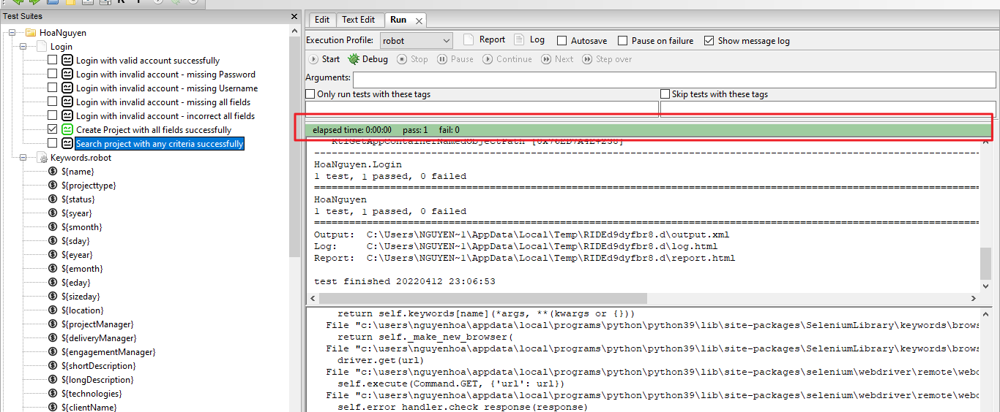 Test Suites
HoaNguyen
Login
Login with valid account successfully
Login with invalid account - missing Password
Login with invalid account - missing Username
Login with invalid account - missing all fields
Login with invalid account - incorrect all fields
Create Project with all fields successfully
Search project with any criteria successfully
Keywords.robot
${name}
${projecttype}
${status}
${syear}
${smonth}
${sday}
${eyear}
${emonth}
${eday}
${sizeday}
${location}
${projectManager}
${deliveryManager}
${engagementManager}
${shortDescription}
${longDescription}
${technologies}
${clientName}
Edit Text Edit Run
Execution Profile: robot Report Log Autosave Pause on failure Show message log
Start Debug Stop Pause Continue Next Step over
Arguments:
Only run tests with these tags Skip tests with these tags
elapsed time: 0:00:00 pass: 1 fail: 0
HoaNguyen.Login
1 test, 1 passed, 0 failed
HoaNguyen
1 test, 1 passed, 0 failed
Output: C:\Users\NGUYEN~1\AppData\Local\Temp\RIDEd9dyfbr8.d\output.xml
Log: C:\Users\NGUYEN~1\AppData\Local\Temp\RIDEd9dyfbr8.d\log.html
Report: C:\Users\NGUYEN~1\AppData\Local\Temp\RIDEd9dyfbr8.d\report.html
test finished 20220412 23:06:53
return self.keywords[name](*args, **(kwargs or {}))
File "c:\users\nguyenhoa\appdata\local\programs\python\python39\lib\site-packages\SeleniumLibrary\keywords\brows
return self._make_new_browser(
File "c:\users\nguyenhoa\appdata\local\programs\python\python39\lib\site-packages\SeleniumLibrary\keywords\brows
driver.get(url)
File "c:\users\nguyenhoa\appdata\local\programs\python\python39\lib\site-packages\selenium\webdriver\remote\webd
self.execute(Command.GET, {'url': url})
File "c:\users\nguyenhoa\appdata\local\programs\python\python39\lib\site-packages\selenium\webdriver\remote\webd
self.error_handler.check_response(response)